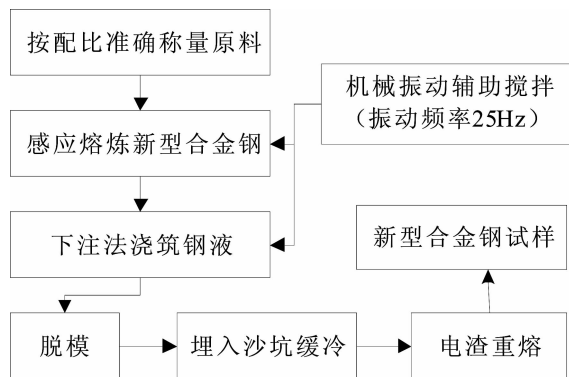 按配比准确称量原料
机械振动辅助搅拌
（振动频率25Hz）
感应熔炼新型合金钢
下注法浇筑钢液
新型合金钢试样
脱模
埋入沙坑缓冷
电渣重熔